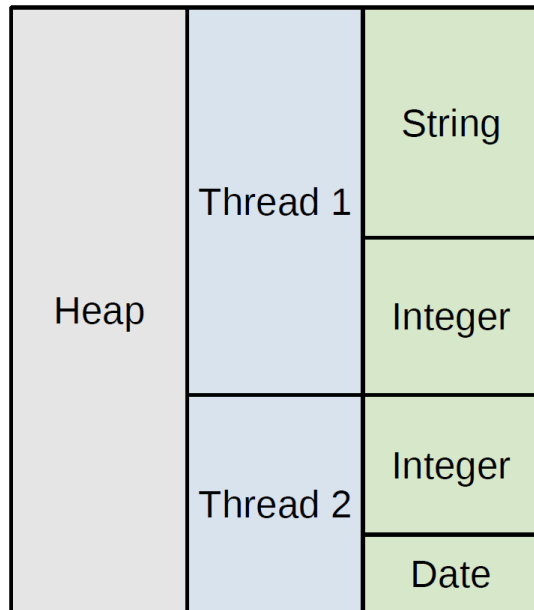 Heap
Thread 1
String
Integer
Thread 2
Integer
Date